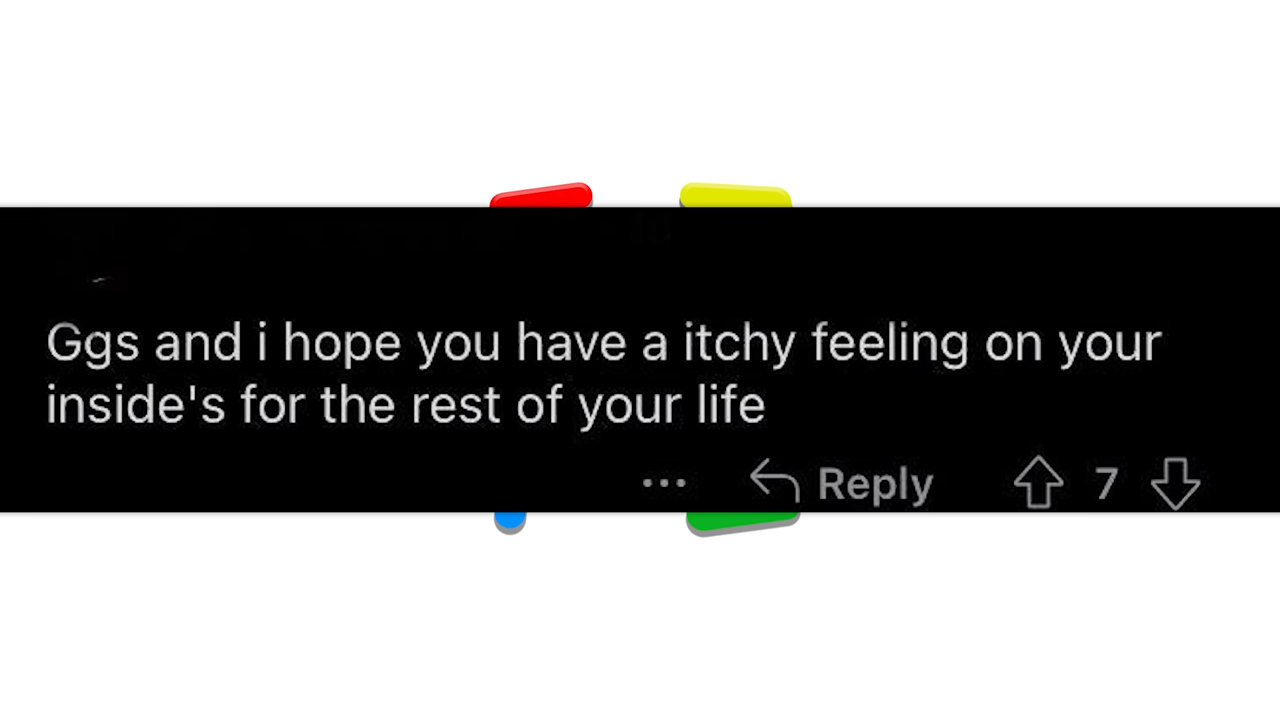 Ggs and i hope you have a itchy feeling on your
inside's for the rest of your life
... Reply 7